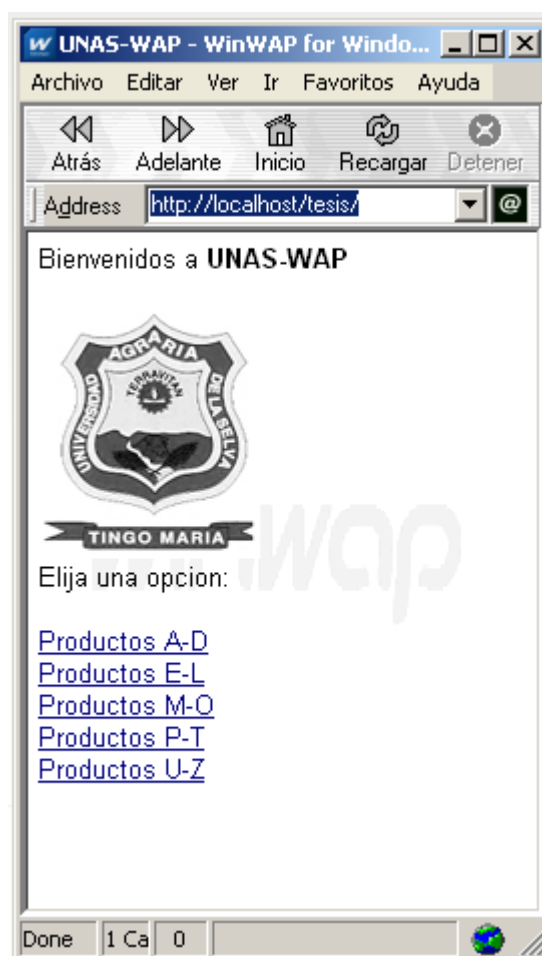 UNAS-WAP - WinWAP for Windo...
Archivo Editar Ver Ir Favoritos Ayuda
Atrás Adelante Inicio Recargar Detener
Address http://localhost/tesis/ @
Bienvenidos a UNAS-WAP
UNIVERSIDAD AGRARIA DE LA SELVA
TERRAVITAN
TINGO MARIA
Elija una opcion:
Productos A-D
Productos E-L
Productos M-O
Productos P-T
Productos U-Z
Done 1 Ca 0